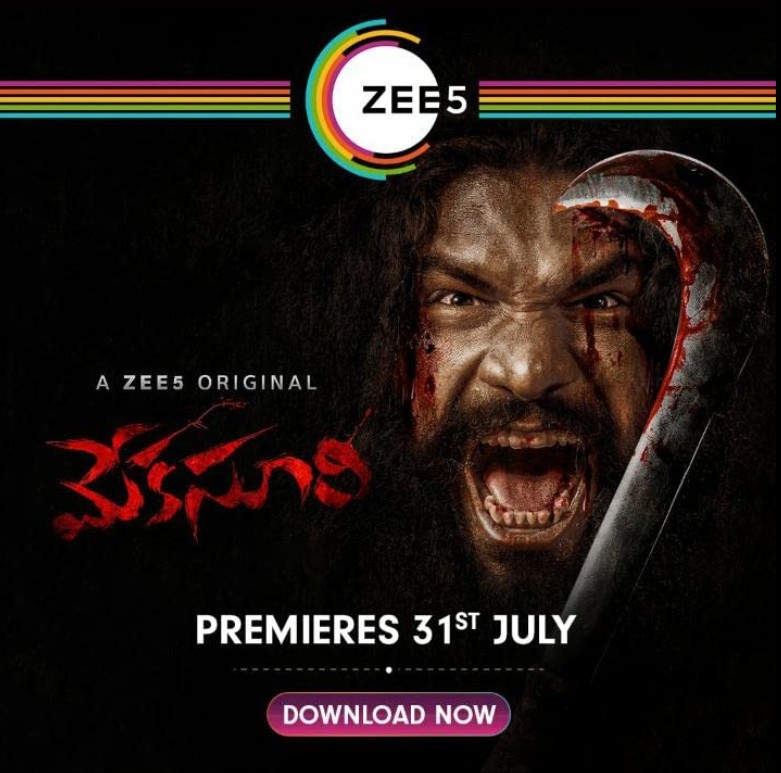 ZEE5
A ZEE5 ORIGINAL
మేకసూరి
PREMIERES 31ST JULY
DOWNLOAD NOW